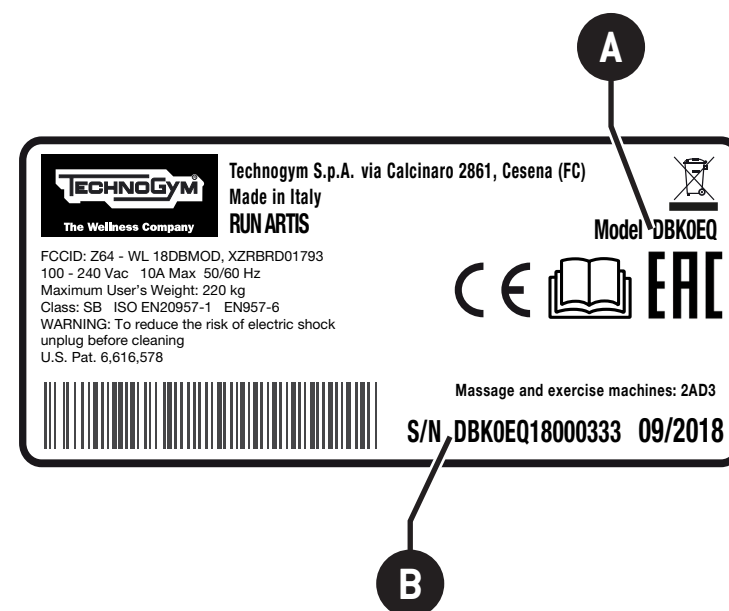 A
TECHNOGYM
The Wellness Company
Technogym S.p.A. via Calcinaro 2861, Cesena (FC)
Made in Italy
RUN ARTIS
Model DBK0EQ
FCCID: Z64 - WL 18DBMOD, XZRBRD01793
100 - 240 Vac 10A Max 50/60 Hz
Maximum User's Weight: 220 kg
Class: SB ISO EN20957-1 EN957-6
WARNING: To reduce the risk of electric shock
unplug before cleaning
U.S. Pat. 6,616,578
CE
EAC
Massage and exercise machines: 2AD3
S/N DBK0EQ18000333 09/2018
B